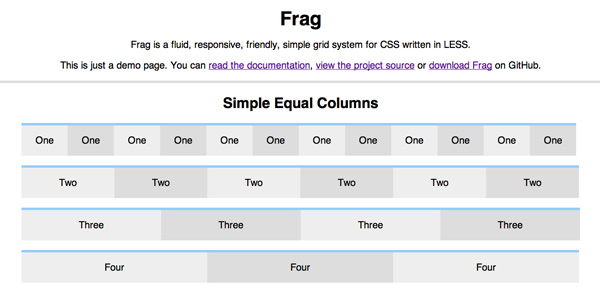 Frag
Frag is a fluid, responsive, friendly, simple grid system for CSS written in LESS.
This is just a demo page. You can read the documentation, view the project source or download Frag on GitHub.
Simple Equal Columns
One One One One One One One One One One One One
Two Two Two Two Two Two
Three Three Three Three
Four Four Four